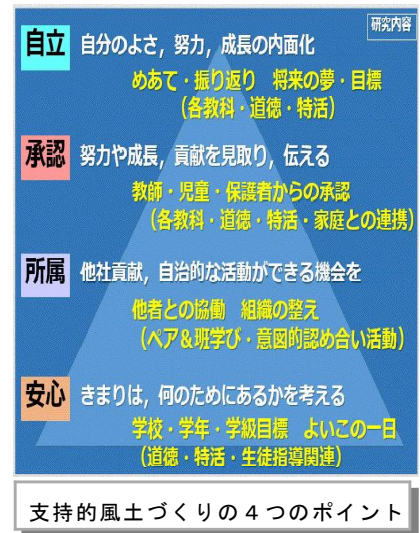 研究内容
自立 自分のよさ，努力，成長の内面化
めあて・振り返り 将来の夢・目標
（各教科・道徳・特活）
承認 努力や成長，貢献を見取り，伝える
教師・児童・保護者からの承認
（各教科・道徳・特活・家庭との連携）
所属 他社貢献，自治的な活動ができる機会を
他者との協働 組織の整え
（ペア＆班学び・意図的認め合い活動）
安心 きまりは，何のためにあるかを考える
学校・学年・学級目標 よいこの一日
（道徳・特活・生徒指導関連）
支持的風土づくりの４つのポイント